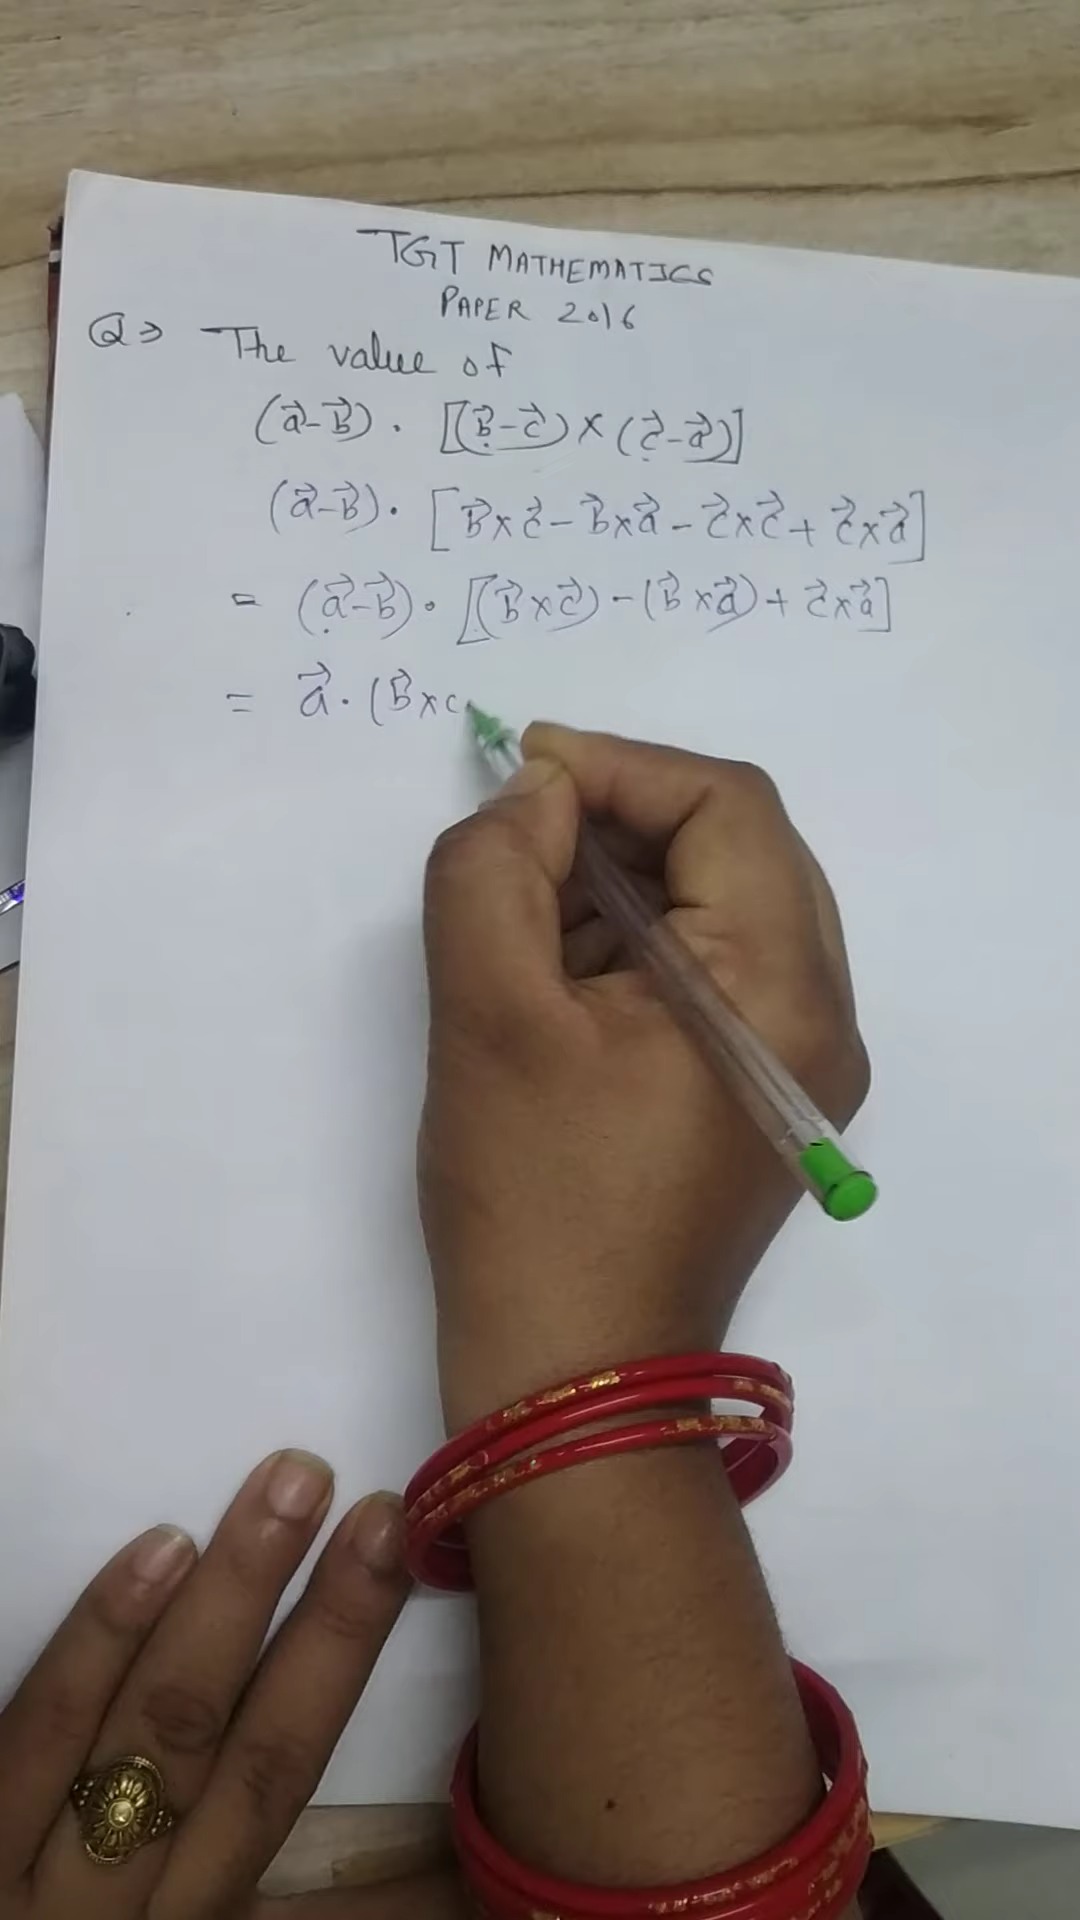 TGT MATHEMATICS
PAPER 2016
Q⇒ The value of
(a⃗-b⃗) . [(b⃗-c⃗)×(c⃗-a⃗)]
(a⃗-b⃗). [b⃗×c⃗-b⃗×a⃗-c⃗×c⃗+c⃗×a⃗]
= (a⃗-b⃗). [(b⃗×c⃗)-(b⃗×a⃗)+c⃗×a⃗]
= a⃗.(b⃗×c